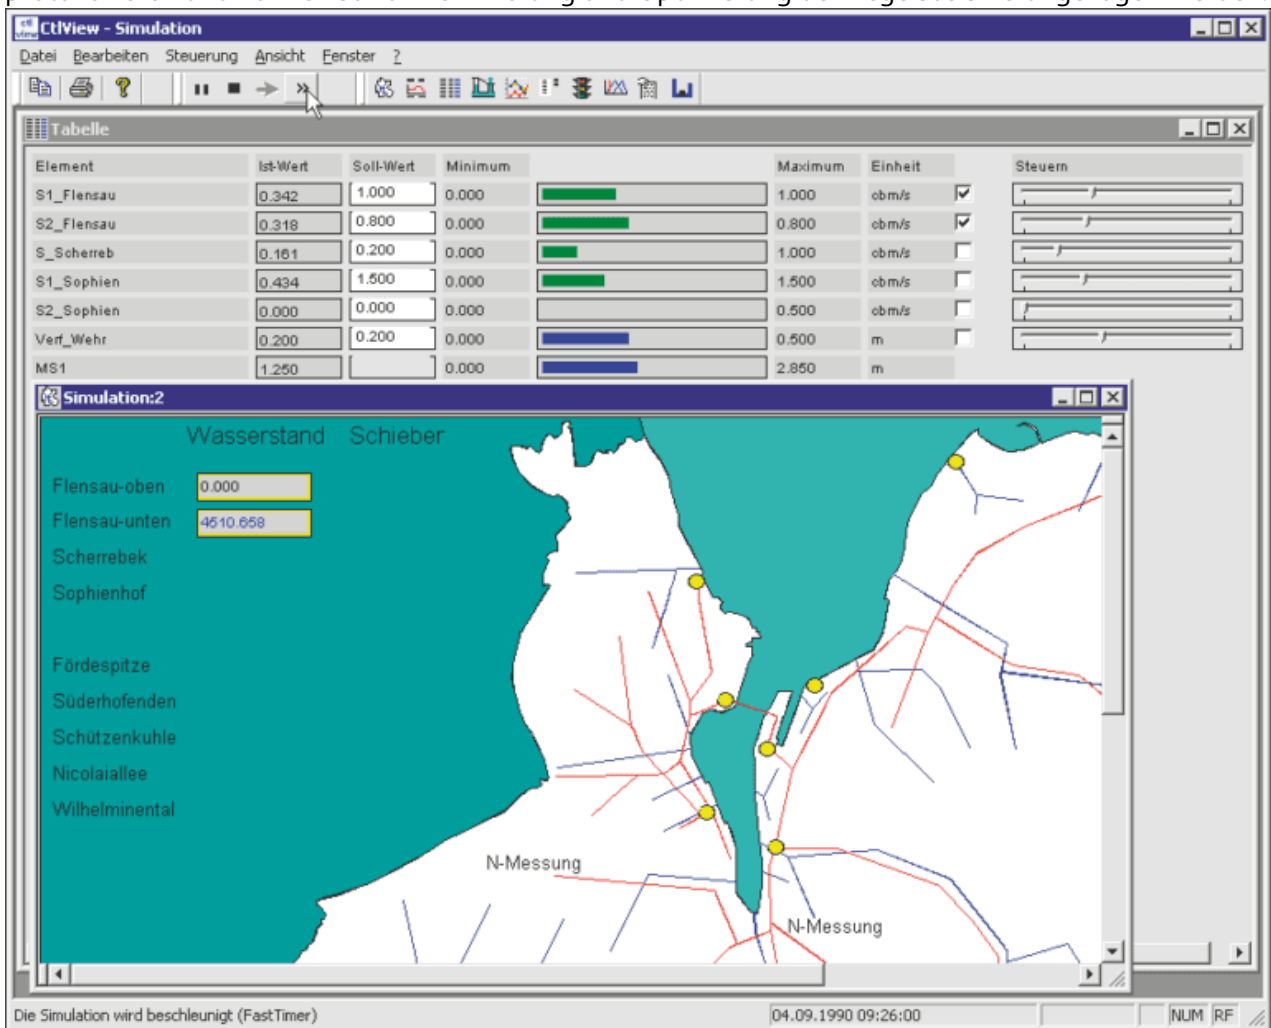 CtlView - Simulation
Datei Bearbeiten Steuerung Ansicht Fenster ?
Tabelle
Element Ist-Wert Soll-Wert Minimum Maximum Einheit Steuern
S1_Flensau 0.342 1.000 0.000 1.000 cbm/s
S2_Flensau 0.318 0.800 0.000 0.800 cbm/s
S_Scherreb 0.161 0.200 0.000 1.000 cbm/s
S1_Sophien 0.434 1.500 0.000 1.500 cbm/s
S2_Sophien 0.000 0.000 0.000 0.500 cbm/s
Verf_Wehr 0.200 0.200 0.000 0.500 m
MS1 1.250 0.000 2.850 m
Simulation:2
Wasserstand Schieber
Flensau-oben 0.000
Flensau-unten 4510.658
Scherrebek
Sophienhof
Fördespitze
Süderhofenden
Schützenkuhle
Nicolaiallee
Wilhelminental
N-Messung
N-Messung
Die Simulation wird beschleunigt (FastTimer) 04.09.1990 09:26:00 NUM RF